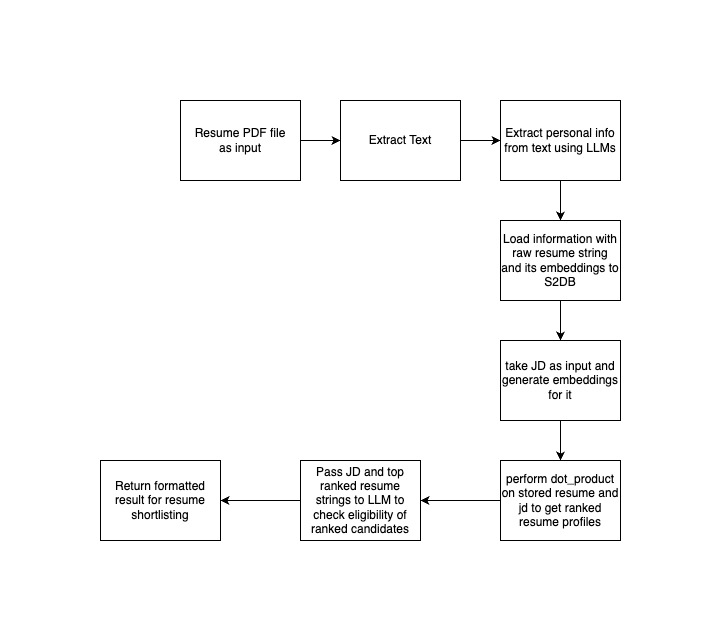 Resume PDF file
as input
Extract Text
Extract personal info
from text using LLMs
Load information with
raw resume string
and its embeddings to
S2DB
take JD as input and
generate embeddings
for it
perform dot_product
on stored resume and
jd to get ranked
resume profiles
Pass JD and top
ranked resume
strings to LLM to
check eligibility of
ranked candidates
Return formatted
result for resume
shortlisting